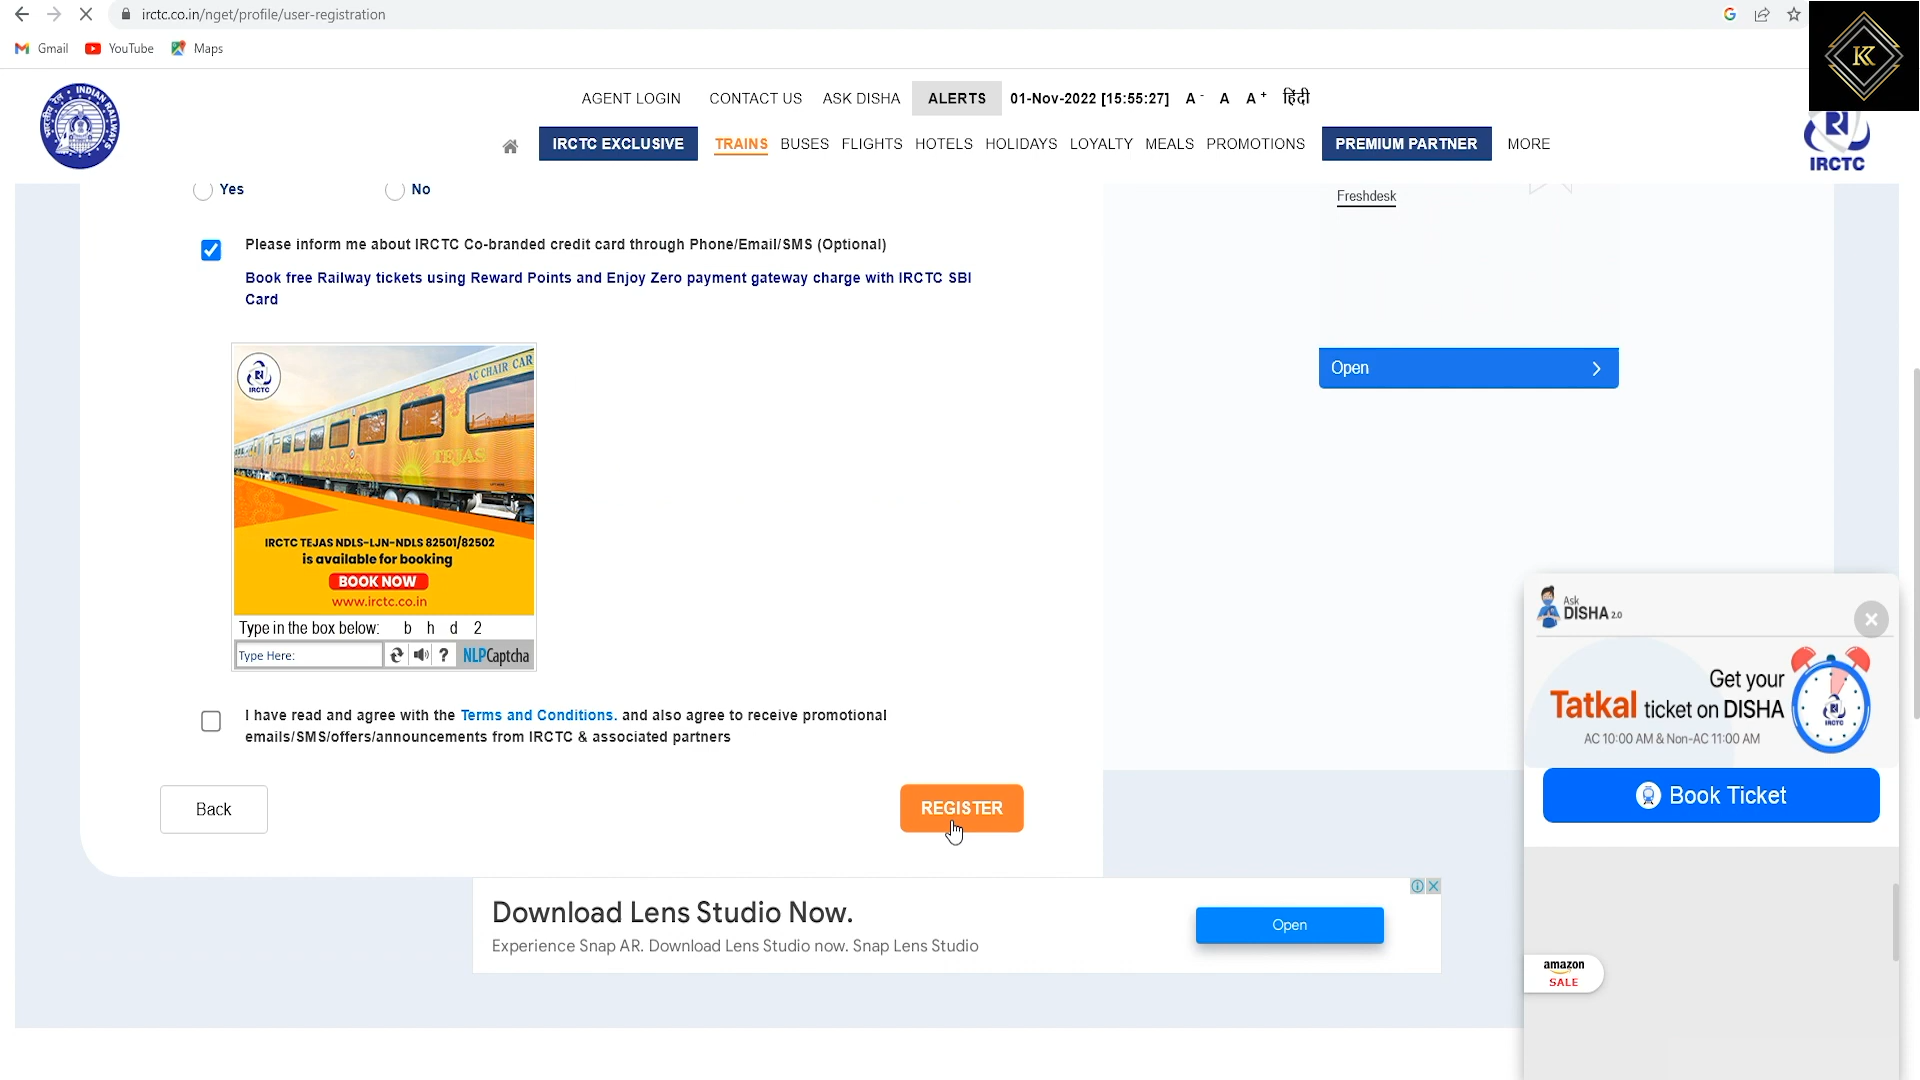 irctc.co.in/nget/profile/user-registration
Gmail YouTube Maps
AGENT LOGIN CONTACT US ASK DISHA ALERTS 01-Nov-2022 [15:55:27] A- A A+ हिंदी
IRCTC EXCLUSIVE TRAINS BUSES FLIGHTS HOTELS HOLIDAYS LOYALTY MEALS PROMOTIONS PREMIUM PARTNER MORE
INDIAN RAILWAYS
IRCTC
Yes No
Freshdesk
Please inform me about IRCTC Co-branded credit card through Phone/Email/SMS (Optional)
Book free Railway tickets using Reward Points and Enjoy Zero payment gateway charge with IRCTC SBI
Card
Open
IRCTC
AC CHAIR CAR
TEJAS
IRCTC TEJAS NDLS-LJN-NDLS 82501/82502
is available for booking
BOOK NOW
www.irctc.co.in
Type in the box below: b h d 2
Type Here: ? NLPCaptcha
I have read and agree with the Terms and Conditions. and also agree to receive promotional
emails/SMS/offers/announcements from IRCTC & associated partners
Back REGISTER
Ask
DISHA 2.0
Get your
Tatkal ticket on DISHA
AC 10:00 AM & Non-AC 11:00 AM
IRCTC
Book Ticket
Download Lens Studio Now.
Experience Snap AR. Download Lens Studio now. Snap Lens Studio
Open
amazon
SALE